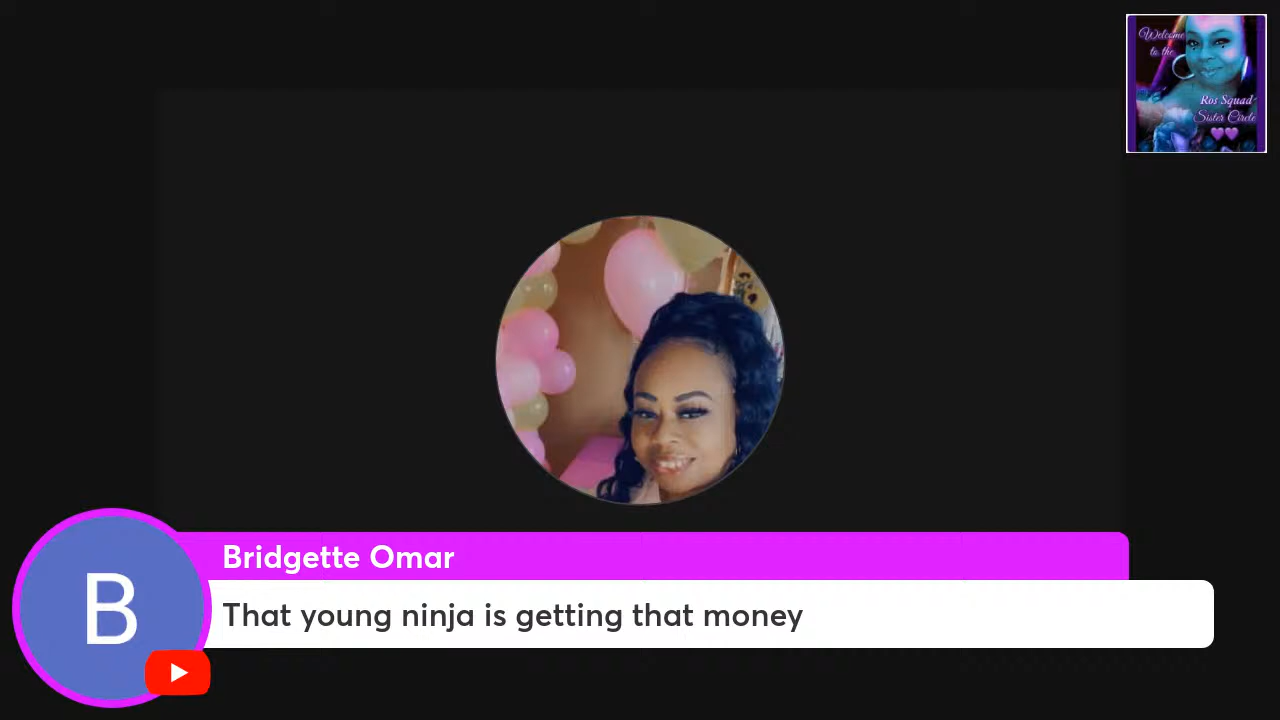 Welcome
to the
Ros Squad
Sister Circle
Bridgette Omar
B
That young ninja is getting that money